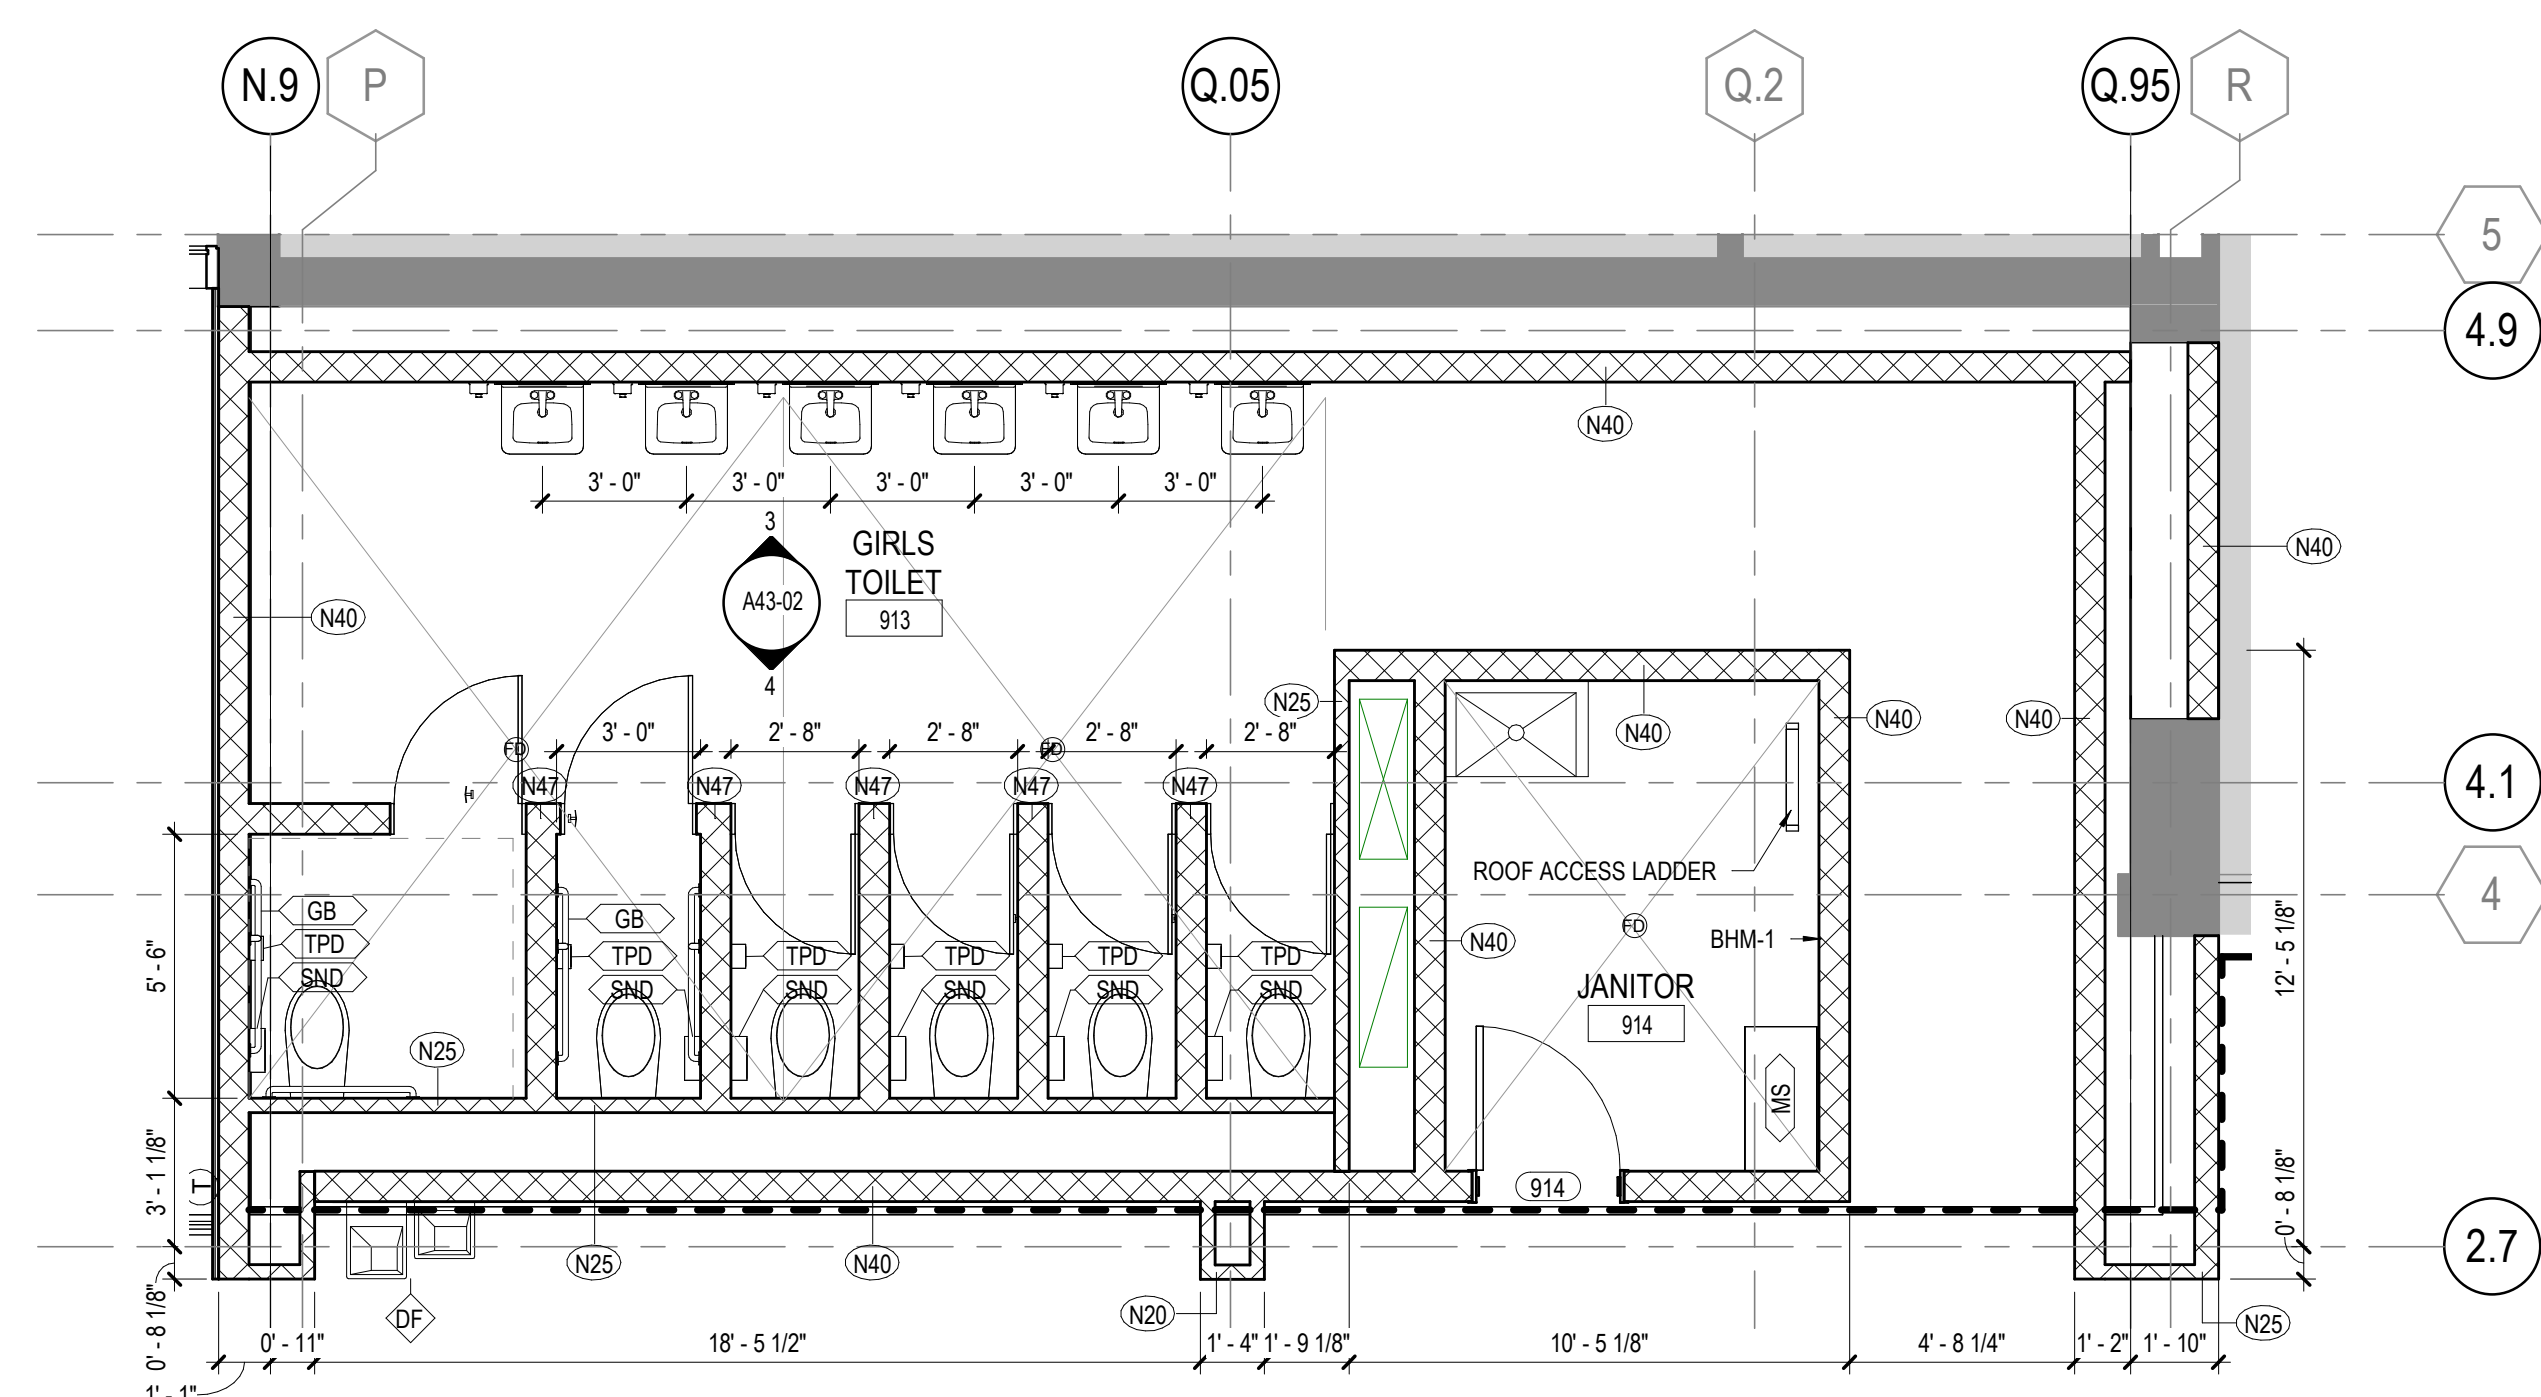 N.9 P Q.05 Q.2 Q.95 R
5
4.9
N40
3' - 0" 3' - 0" 3' - 0" 3' - 0" 3' - 0"
3
GIRLS
TOILET
A43-02
913
N40
N40
4
N25
N40
N40
N40
3' - 0" 2' - 8" 2' - 8" 2' - 8" 2' - 8"
FD FD
N47 N47 N47 N47 N47
4.1
ROOF ACCESS LADDER
4
GB GB
FD
TPD TPD TPD TPD TPD TPD
N40
BHM-1
SND SND SND SND SND SND
5' - 6"
12' - 5 1/8"
JANITOR
914
N25
MS
3' - 1 1/8"
T
914
0' - 8 1/8"
2.7
N25
N40
DF
N20
N25
0' - 8 1/8"
0' - 11" 18' - 5 1/2" 1' - 4" 1' - 9 1/8" 10' - 5 1/8" 4' - 8 1/4" 1' - 2" 1' - 10"
1' - 1"